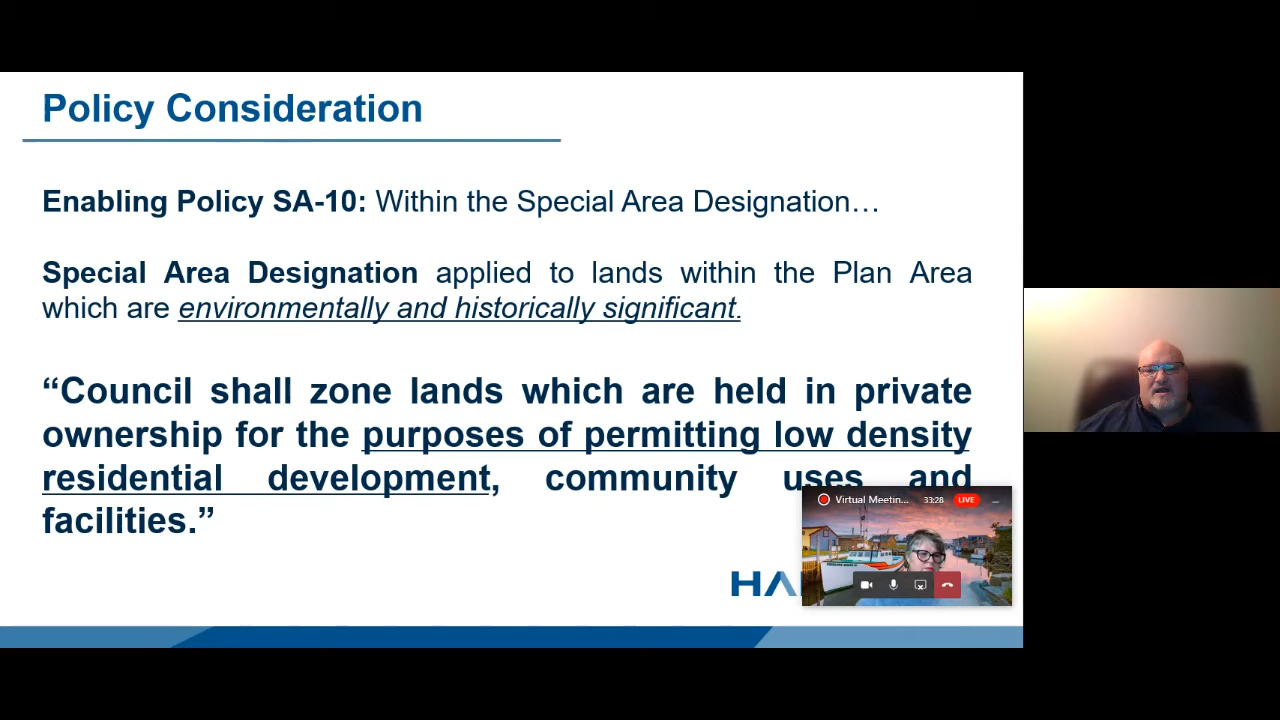 Policy Consideration
Enabling Policy SA-10: Within the Special Area Designation…
Special Area Designation applied to lands within the Plan Area
which are environmentally and historically significant.
“Council shall zone lands which are held in private
ownership for the purposes of permitting low density
residential development, community uses and
facilities.”
Virtual Meetin... 33:28 LIVE
HA